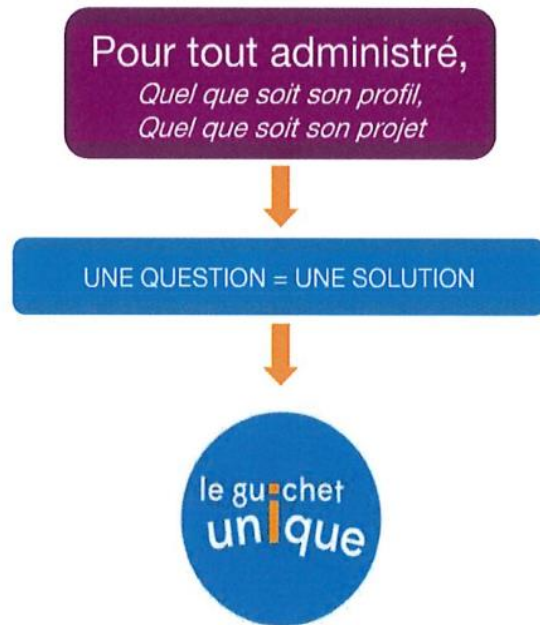 Pour tout administré,
Quel que soit son profil,
Quel que soit son projet
UNE QUESTION = UNE SOLUTION
le guichet
unique